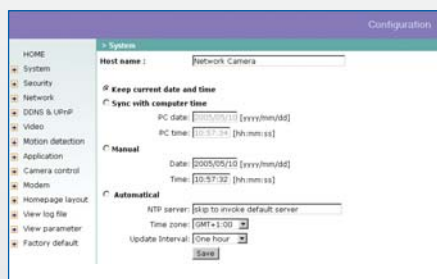 Configuration
> System
HOME
System
Security
Network
DDNS & UPnP
Video
Motion detection
Application
Camera control
Modem
Homepage layout
View log file
View parameter
Factory default
Host name : Network Camera
Keep current date and time
Sync with computer time
PC date: 2005/05/10 [yyyy/mm/dd]
PC time: 10:57:34 [hh:mm:ss]
Manual
Date: 2005/05/10 [yyyy/mm/dd]
Time: 10:57:32 [hh:mm:ss]
Automatical
NTP server: skip to invoke default server
Time zone: GMT+1:00
Update Interval: One hour
Save